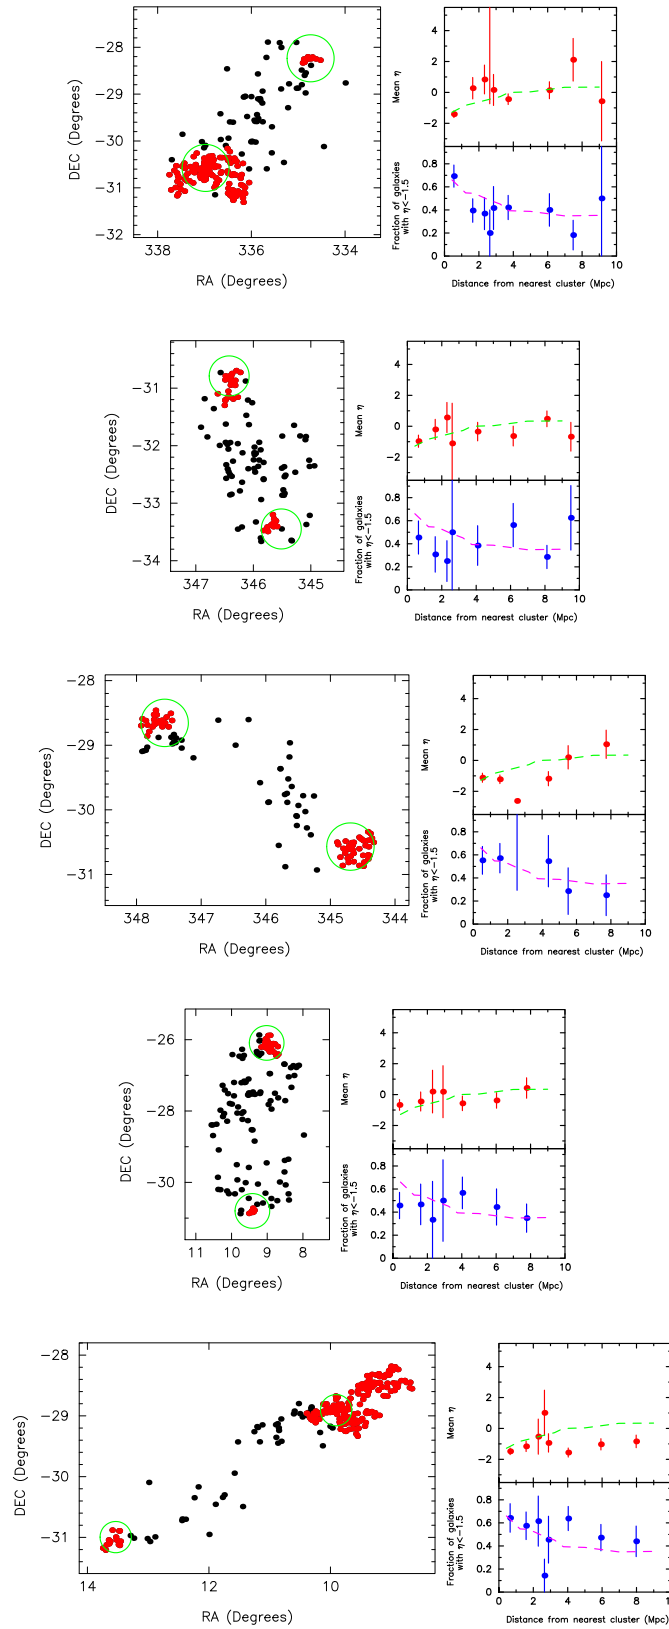 DEC (Degrees)
−28
−29
−30
−31
−32
338 336 334
RA (Degrees)
Mean η
4
2
0
−2
Fraction of galaxies
with η<−1.5
0.8
0.6
0.4
0.2
0
0 2 4 6 8 10
Distance from nearest cluster (Mpc)
DEC (Degrees)
−31
−32
−33
−34
347 346 345
RA (Degrees)
Mean η
4
2
0
−2
Fraction of galaxies
with η<−1.5
0.8
0.6
0.4
0.2
0
0 2 4 6 8 10
Distance from nearest cluster (Mpc)
DEC (Degrees)
−28
−29
−30
−31
348 347 346 345 344
RA (Degrees)
Mean η
4
2
0
−2
Fraction of galaxies
with η<−1.5
0.8
0.6
0.4
0.2
0
0 2 4 6 8 10
Distance from nearest cluster (Mpc)
DEC (Degrees)
−26
−28
−30
11 10 9 8
RA (Degrees)
Mean η
4
2
0
−2
Fraction of galaxies
with η<−1.5
0.8
0.6
0.4
0.2
0
0 2 4 6 8 10
Distance from nearest cluster (Mpc)
DEC (Degrees)
−28
−29
−30
−31
14 12 10
RA (Degrees)
Mean η
4
2
0
−2
Fraction of galaxies
with η<−1.5
0.8
0.6
0.4
0.2
0
0 2 4 6 8 10
Distance from nearest cluster (Mpc)